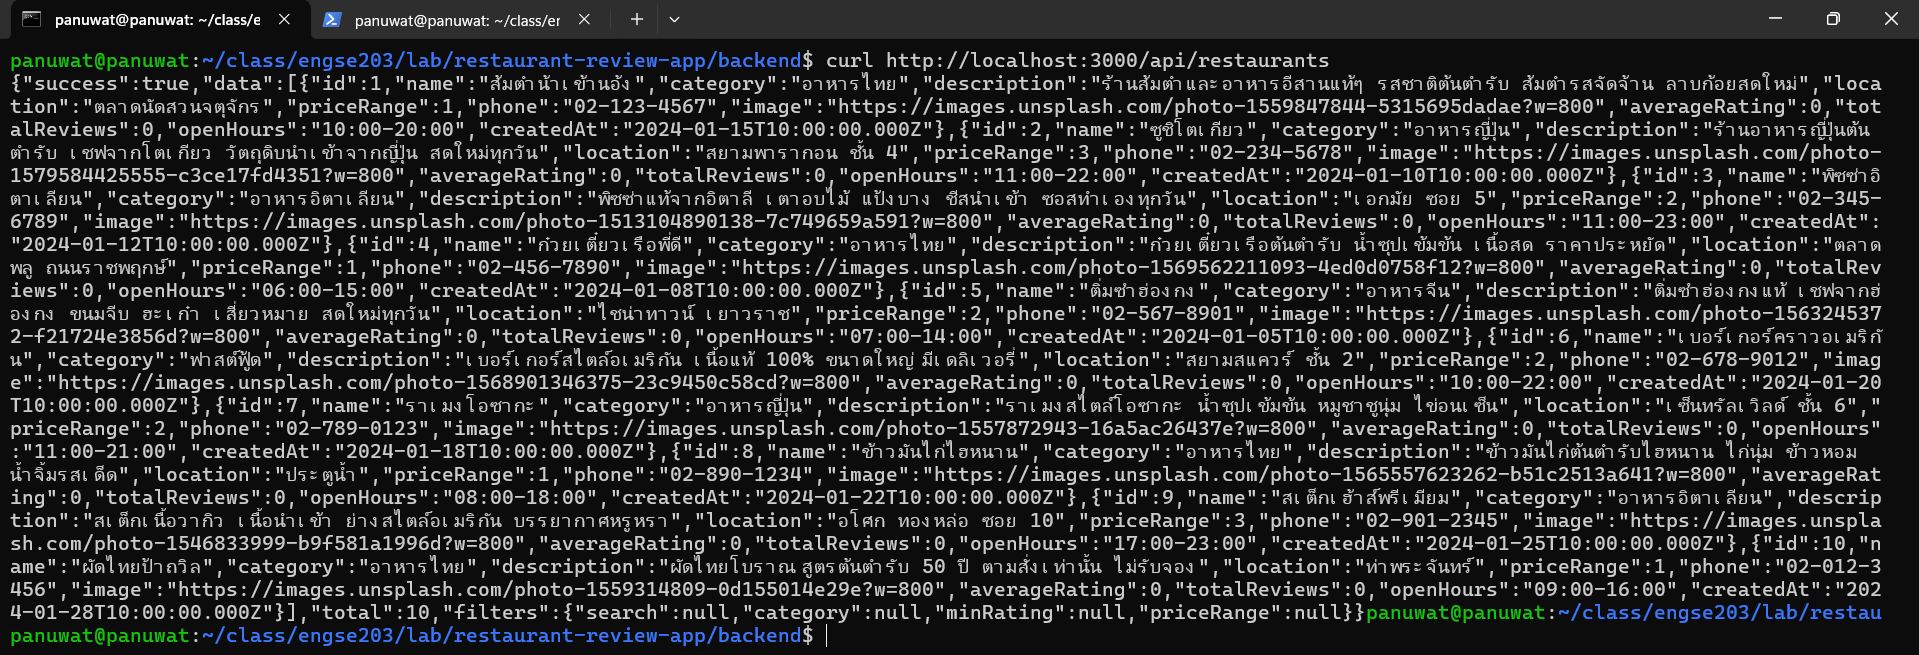 panuwat@panuwat: ~/class/e
panuwat@panuwat: ~/class/er
panuwat@panuwat:~/class/engse203/lab/restaurant-review-app/backend$ curl http://localhost:3000/api/restaurants
{"success":true,"data":[{"id":1,"name":"ส้มตำน้าเข้านอ้ง","category":"อาหารไทย","description":"ร้านส้มตำและอาหารอีสานแท้ๆ รสชาติต้นตำรับ ส้มตำรสจัดจ้าน ลาบก้อยสดใหม่","loca
tion":"ตลาดนัดสวนจตุจักร","priceRange":1,"phone":"02-123-4567","image":"https://images.unsplash.com/photo-1559847844-5315695dadae?w=800","averageRating":0,"tot
alReviews":0,"openHours":"10:00-20:00","createdAt":"2024-01-15T10:00:00.000Z"},{"id":2,"name":"ซูชิโตเกียว","category":"อาหารญี่ปุ่น","description":"ร้านอาหารญี่ปุ่นต้น
ตำรับ เชฟจากโตเกียว วัตถุดิบนำเข้าจากญี่ปุ่น สดใหม่ทุกวัน","location":"สยามพารากอน ชั้น 4","priceRange":3,"phone":"02-234-5678","image":"https://images.unsplash.com/photo-
1579584425555-c3ce17fd4351?w=800","averageRating":0,"totalReviews":0,"openHours":"11:00-22:00","createdAt":"2024-01-10T10:00:00.000Z"},{"id":3,"name":"พิซซ่าอิ
ตาเลียน","category":"อาหารอิตาเลียน","description":"พิซซ่าแท้จากอิตาลี เตาอบไม้ แป้งบาง ชีสนำเข้า ซอสทำเองทุกวัน","location":"เอกมัย ซอย 5","priceRange":2,"phone":"02-345-
6789","image":"https://images.unsplash.com/photo-1513104890138-7c749659a591?w=800","averageRating":0,"totalReviews":0,"openHours":"11:00-23:00","createdAt":
"2024-01-12T10:00:00.000Z"},{"id":4,"name":"ก๋วยเตี๋ยวเรือพี่ดี","category":"อาหารไทย","description":"ก๋วยเตี๋ยวเรือต้นตำรับ น้ำซุปเข้มข้น เนื้อสด ราคาประหยัด","location":"ตลาด
พลู ถนนราชพฤกษ์","priceRange":1,"phone":"02-456-7890","image":"https://images.unsplash.com/photo-1569562211093-4ed0d0758f12?w=800","averageRating":0,"totalRev
iews":0,"openHours":"06:00-15:00","createdAt":"2024-01-08T10:00:00.000Z"},{"id":5,"name":"ติ่มซำฮ่องกง","category":"อาหารจีน","description":"ติ่มซำฮ่องกงแท้ เชฟจากฮ่
องกง ขนมจีบ ฮะเก๋า เสี่ยวหมาย สดใหม่ทุกวัน","location":"ไชน่าทาวน์ เยาวราช","priceRange":2,"phone":"02-567-8901","image":"https://images.unsplash.com/photo-156324537
2-f21724e3856d?w=800","averageRating":0,"totalReviews":0,"openHours":"07:00-14:00","createdAt":"2024-01-05T10:00:00.000Z"},{"id":6,"name":"เบอร์เกอร์คราวอเมริกั
น","category":"ฟาสต์ฟู้ด","description":"เบอร์เกอร์สไตล์อเมริกัน เนื้อแท้ 100% ขนาดใหญ่ มีเดลิเวอรี่","location":"สยามสแควร์ ชั้น 2","priceRange":2,"phone":"02-678-9012","imag
e":"https://images.unsplash.com/photo-1568901346375-23c9450c58cd?w=800","averageRating":0,"totalReviews":0,"openHours":"10:00-22:00","createdAt":"2024-01-20
T10:00:00.000Z"},{"id":7,"name":"ราเมงโอซากะ","category":"อาหารญี่ปุ่น","description":"ราเมงสไตล์โอซากะ น้ำซุปเข้มข้น หมูชาชูนุ่ม ไข่อนเซ็น","location":"เซ็นทรัลเวิลด์ ชั้น 6","
priceRange":2,"phone":"02-789-0123","image":"https://images.unsplash.com/photo-1557872943-16a5ac26437e?w=800","averageRating":0,"totalReviews":0,"openHours"
:"11:00-21:00","createdAt":"2024-01-18T10:00:00.000Z"},{"id":8,"name":"ข้าวมันไก่ไฮหนาน","category":"อาหารไทย","description":"ข้าวมันไก่ต้นตำรับไฮหนาน ไก่นุ่ม ข้าวหอม
น้ำจิ้มรสเด็ด","location":"ประตูน้ำ","priceRange":1,"phone":"02-890-1234","image":"https://images.unsplash.com/photo-1565557623262-b51c2513a641?w=800","averageRat
ing":0,"totalReviews":0,"openHours":"08:00-18:00","createdAt":"2024-01-22T10:00:00.000Z"},{"id":9,"name":"สเต็กเฮ้าส์พรีเมียม","category":"อาหารอิตาเลียน","descrip
tion":"สเต็กเนื้อวากิว เนื้อนำเข้า ย่างสไตล์อเมริกัน บรรยากาศหรูหรา","location":"อโศก ทองหล่อ ซอย 10","priceRange":3,"phone":"02-901-2345","image":"https://images.unspla
sh.com/photo-1546833999-b9f581a1996d?w=800","averageRating":0,"totalReviews":0,"openHours":"17:00-23:00","createdAt":"2024-01-25T10:00:00.000Z"},{"id":10,"n
ame":"ผัดไทยป้าถวิล","category":"อาหารไทย","description":"ผัดไทยโบราณ สูตรต้นตำรับ 50 ปี ตามสั่งเท่านั้น ไม่รับจอง","location":"ท่าพระจันทร์","priceRange":1,"phone":"02-012-3
456","image":"https://images.unsplash.com/photo-1559314809-0d155014e29e?w=800","averageRating":0,"totalReviews":0,"openHours":"09:00-16:00","createdAt":"202
4-01-28T10:00:00.000Z"}],"total":10,"filters":{"search":null,"category":null,"minRating":null,"priceRange":null}}panuwat@panuwat:~/class/engse203/lab/restau
panuwat@panuwat:~/class/engse203/lab/restaurant-review-app/backend$